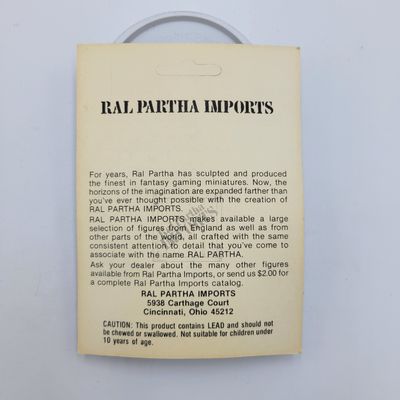 RAL PARTHA IMPORTS
For years, Ral Partha has sculpted and produced
the finest in fantasy gaming miniatures. Now, the
horizons of the imagination are expanded farther than
you've ever thought possible with the creation of
RAL PARTHA IMPORTS.
RAL PARTHA IMPORTS makes available a large
selection of figures from England as well as from
other parts of the world, all crafted with the same
consistent attention to detail that you've come to
associate with the name RAL PARTHA.
Ask your dealer about the many other figures
available from Ral Partha Imports, or send us $2.00 for
a complete Ral Partha Imports catalog.
RAL PARTHA IMPORTS
5938 Carthage Court
Cincinnati, Ohio 45212
CAUTION: This product contains LEAD and should not
be chewed or swallowed. Not suitable for children under
10 years of age.